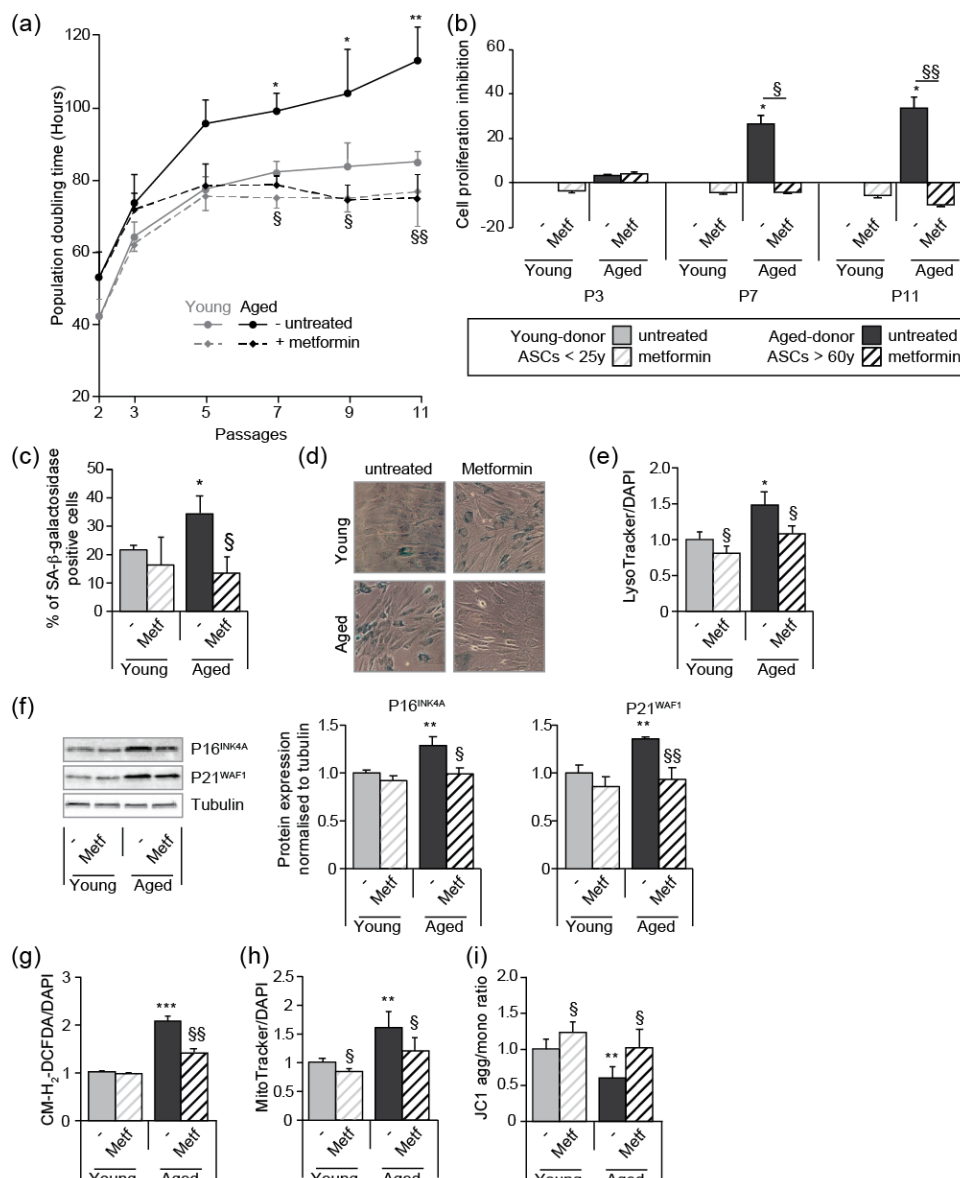 (a)
120
100
80
60
40
20
Population doubling time (Hours)
*
*
**
§
§
§§
Young Aged
- untreated
+ metformin
2 3 5 7 9 11
Passages
(b)
60
40
20
0
-20
Cell proliferation inhibition
*
§
*
§§
- Metf - Metf - Metf - Metf - Metf - Metf
Young Aged Young Aged Young Aged
P3 P7 P11
Young-donor untreated Aged-donor untreated
ASCs < 25y metformin ASCs > 60y metformin
(c)
% of SA-β-galactosidase
positive cells
50
40
30
20
10
0
*
§
- Metf - Metf
Young Aged
(d)
untreated Metformin
Young
Aged
(e)
LysoTracker/DAPI
2.0
1.5
1.0
0.5
0
§
*
§
- Metf - Metf
Young Aged
(f)
P16INK4A
P21WAF1
Tubulin
- Metf - Metf
Young Aged
P16INK4A
Protein expression
normalised to tubulin
1.5
1.0
0.5
0
**
§
- Metf - Metf
Young Aged
P21WAF1
1.5
1.0
0.5
0
**
§§
- Metf - Metf
Young Aged
(g)
CM-H2-DCFDA/DAPI
3
2
1
0
***
§§
- Metf - Metf
Young Aged
(h)
MitoTracker/DAPI
2.5
2
1.5
1
0.5
0
§
**
§
- Metf - Metf
Young Aged
(i)
JC1 agg/mono ratio
2.0
1.5
1.0
0.5
0
§
**
§
- Metf - Metf
Young Aged